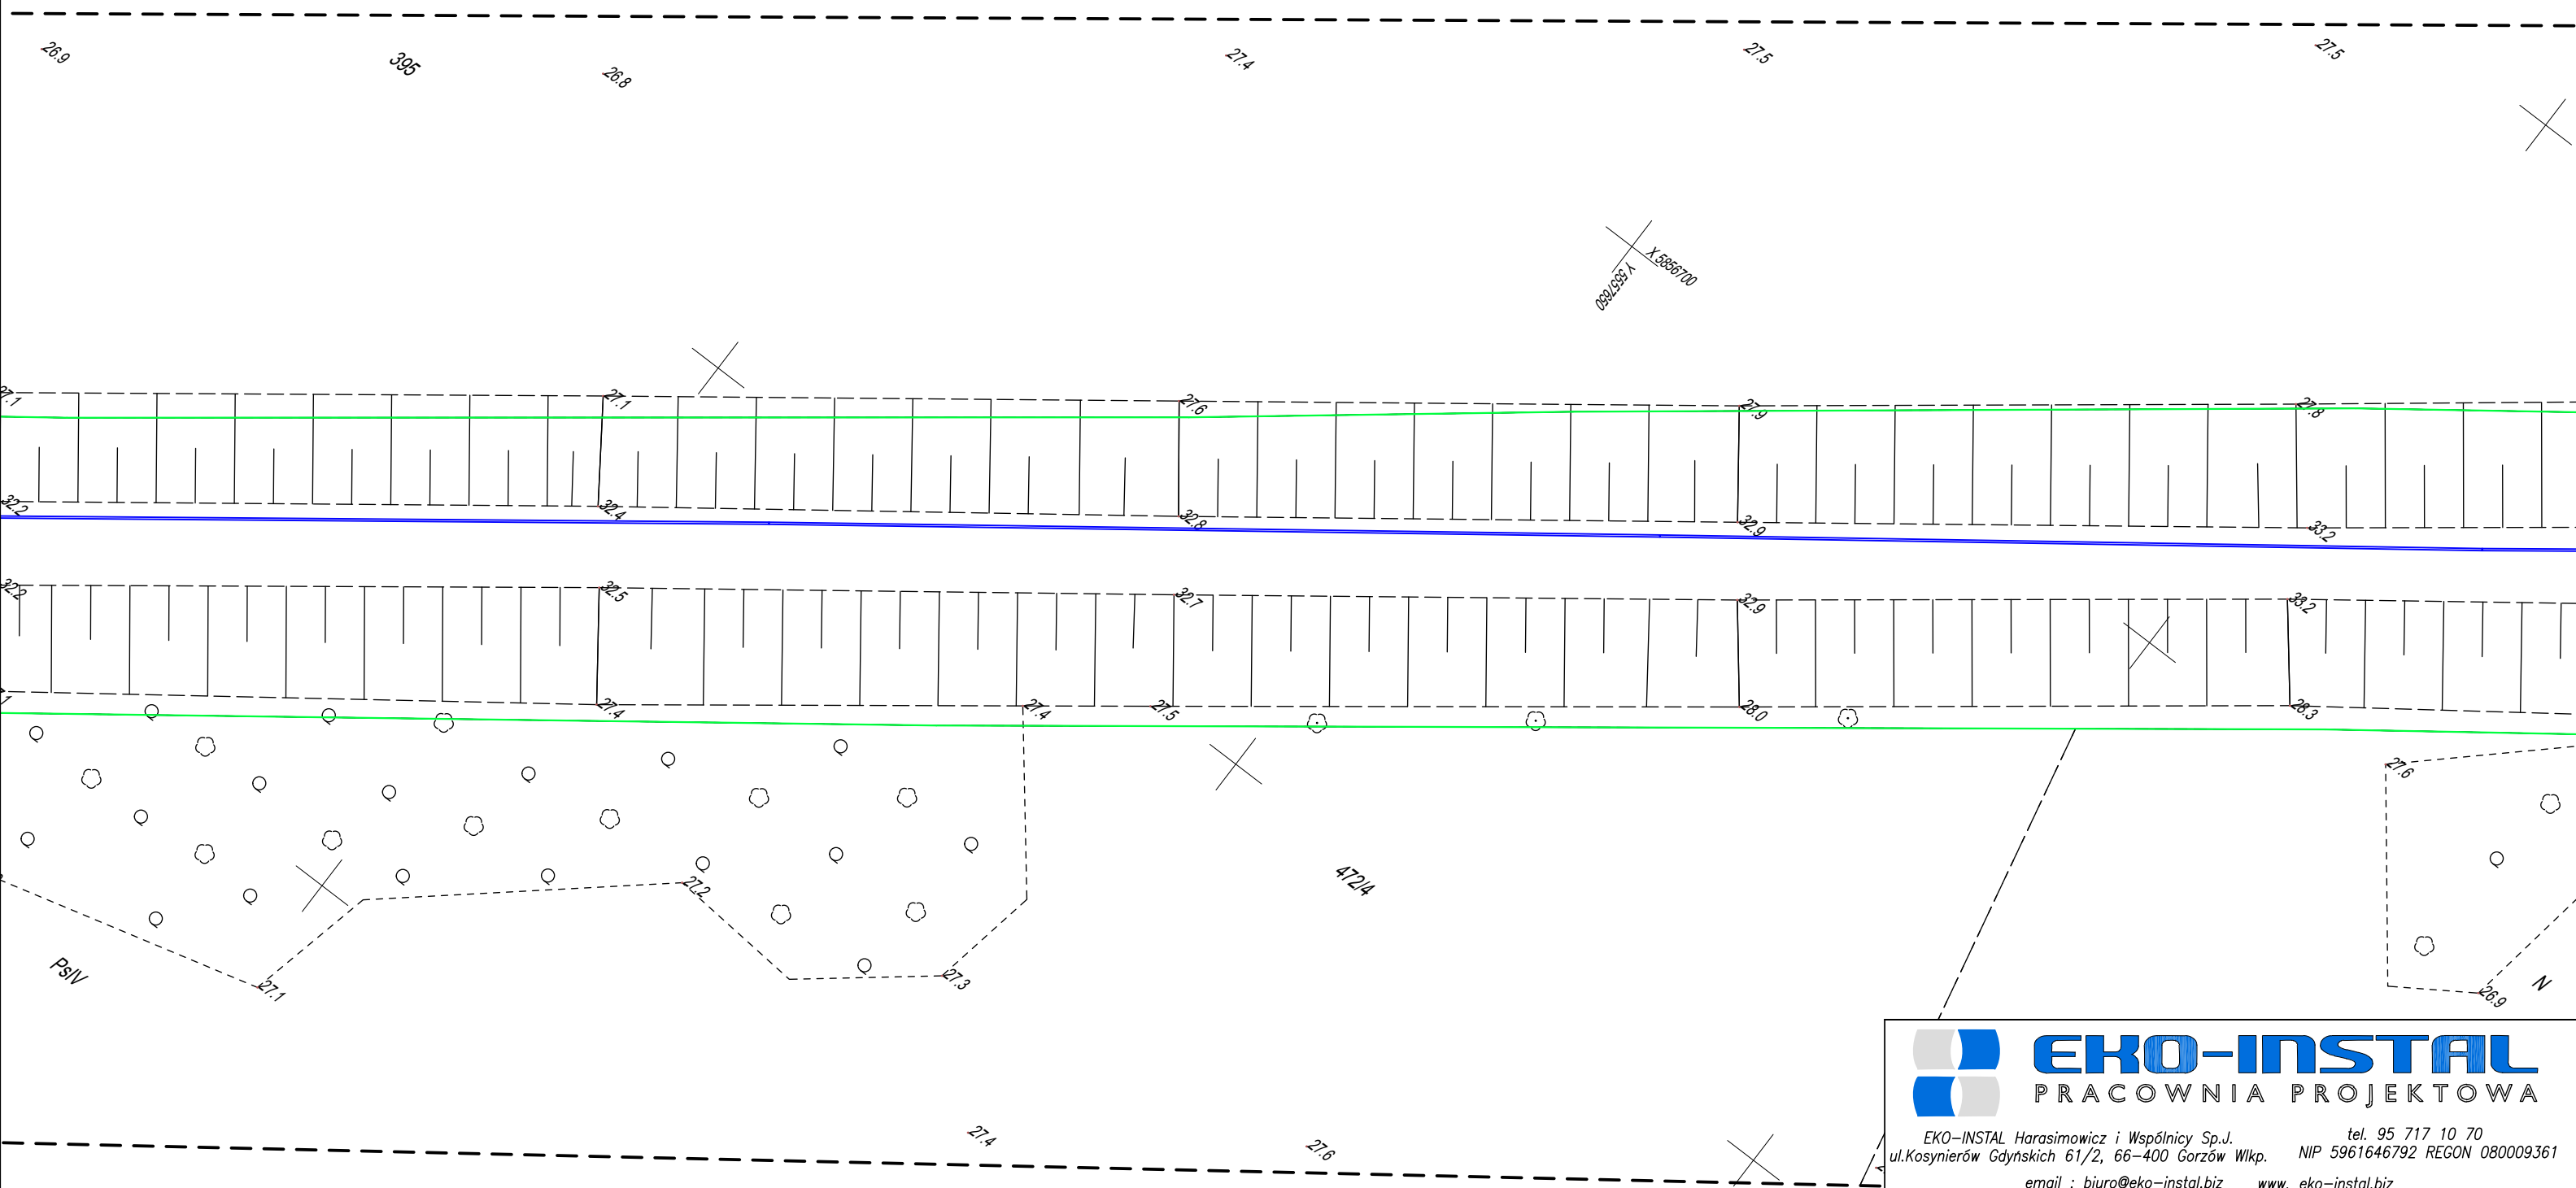 26.9
395
26.8
27.4
27.5
27.5
X 5856700
Y 5557650
27.1
27.6
27.9
27.8
32.2
32.4
32.8
32.9
33.2
32.2
32.5
32.7
32.9
33.2
27.4
27.4
27.5
28.0
28.3
27.6
27.2
472/4
PsIV
27.1
27.3
26.9
N
27.4
27.6
EKO-INSTAL
PRACOWNIA PROJEKTOWA
EKO-INSTAL Harasimowicz i Wspólnicy Sp.J.
tel. 95 717 10 70
ul.Kosynierów Gdyńskich 61/2, 66-400 Gorzów Wlkp.
NIP 5961646792 REGON 080009361
email : biuro@eko-instal.biz
www. eko-instal.biz